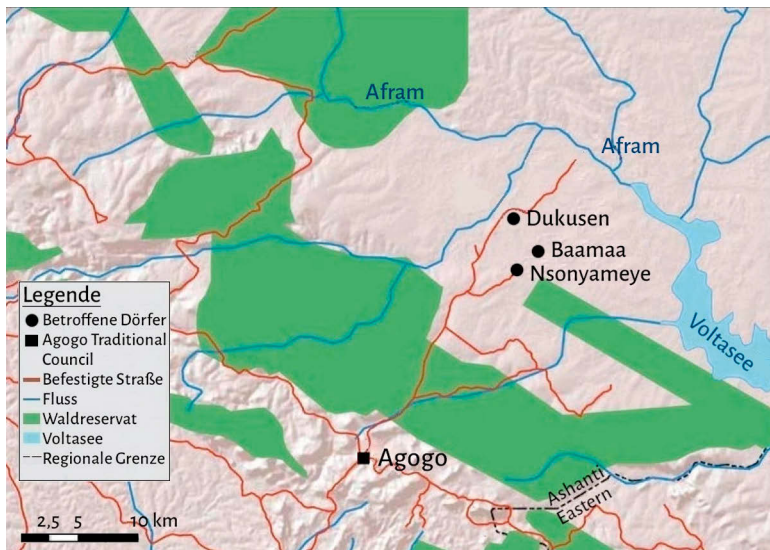 Afram
Afram
Dukusen
Baamaa
Nsonyameye
Voltasee
Legende
Betroffene Dörfer
Agogo Traditional
Council
Befestigte Straße
Fluss
Waldreservat
Voltasee
Regionale Grenze
Agogo
Ashanti
Eastern
2,5 5 10 km